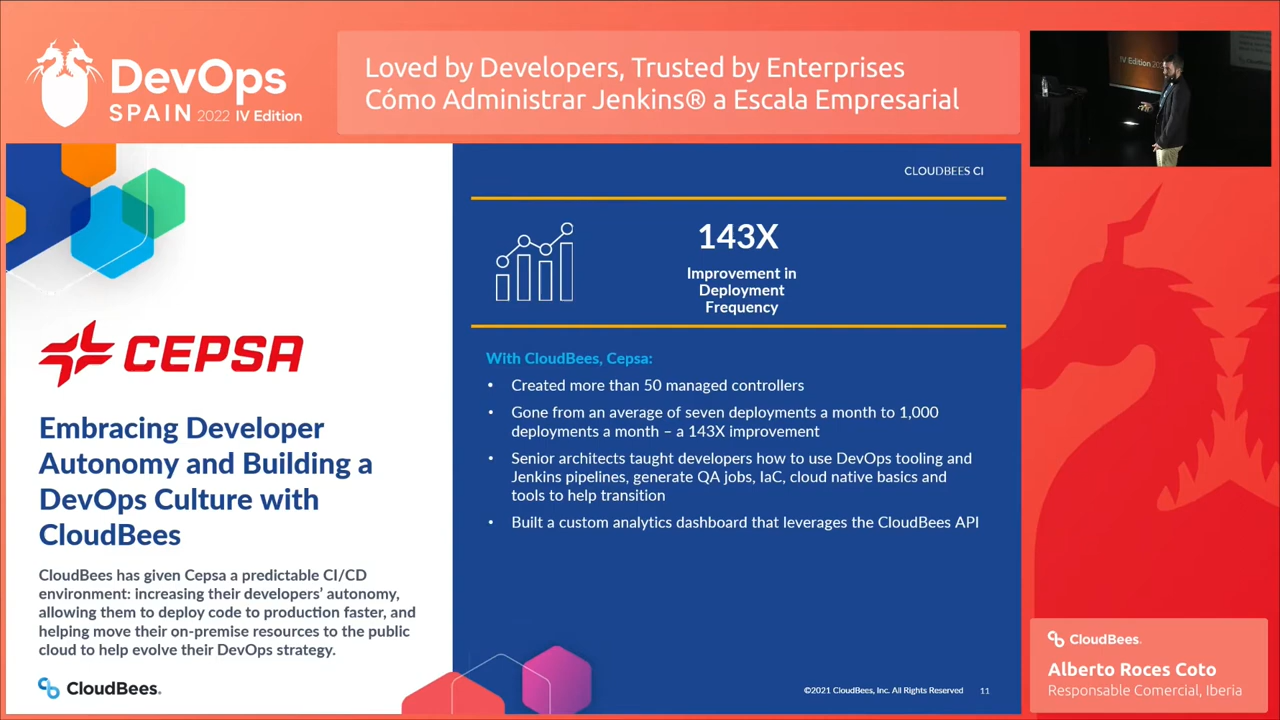 DevOps
SPAIN 2022 IV Edition
Loved by Developers, Trusted by Enterprises
Cómo Administrar Jenkins® a Escala Empresarial
IV Edition
CLOUDBEES CI
143X
Improvement in
Deployment
Frequency
CEPSA
Embracing Developer
Autonomy and Building a
DevOps Culture with
CloudBees
CloudBees has given Cepsa a predictable CI/CD
environment: increasing their developers’ autonomy,
allowing them to deploy code to production faster, and
helping move their on-premise resources to the public
cloud to help evolve their DevOps strategy.
CloudBees.
With CloudBees, Cepsa:
• Created more than 50 managed controllers
• Gone from an average of seven deployments a month to 1,000
deployments a month – a 143X improvement
• Senior architects taught developers how to use DevOps tooling and
Jenkins pipelines, generate QA jobs, IaC, cloud native basics and
tools to help transition
• Built a custom analytics dashboard that leverages the CloudBees API
©2021 CloudBees, Inc. All Rights Reserved 11
CloudBees.
Alberto Roces Coto
Responsable Comercial, Iberia